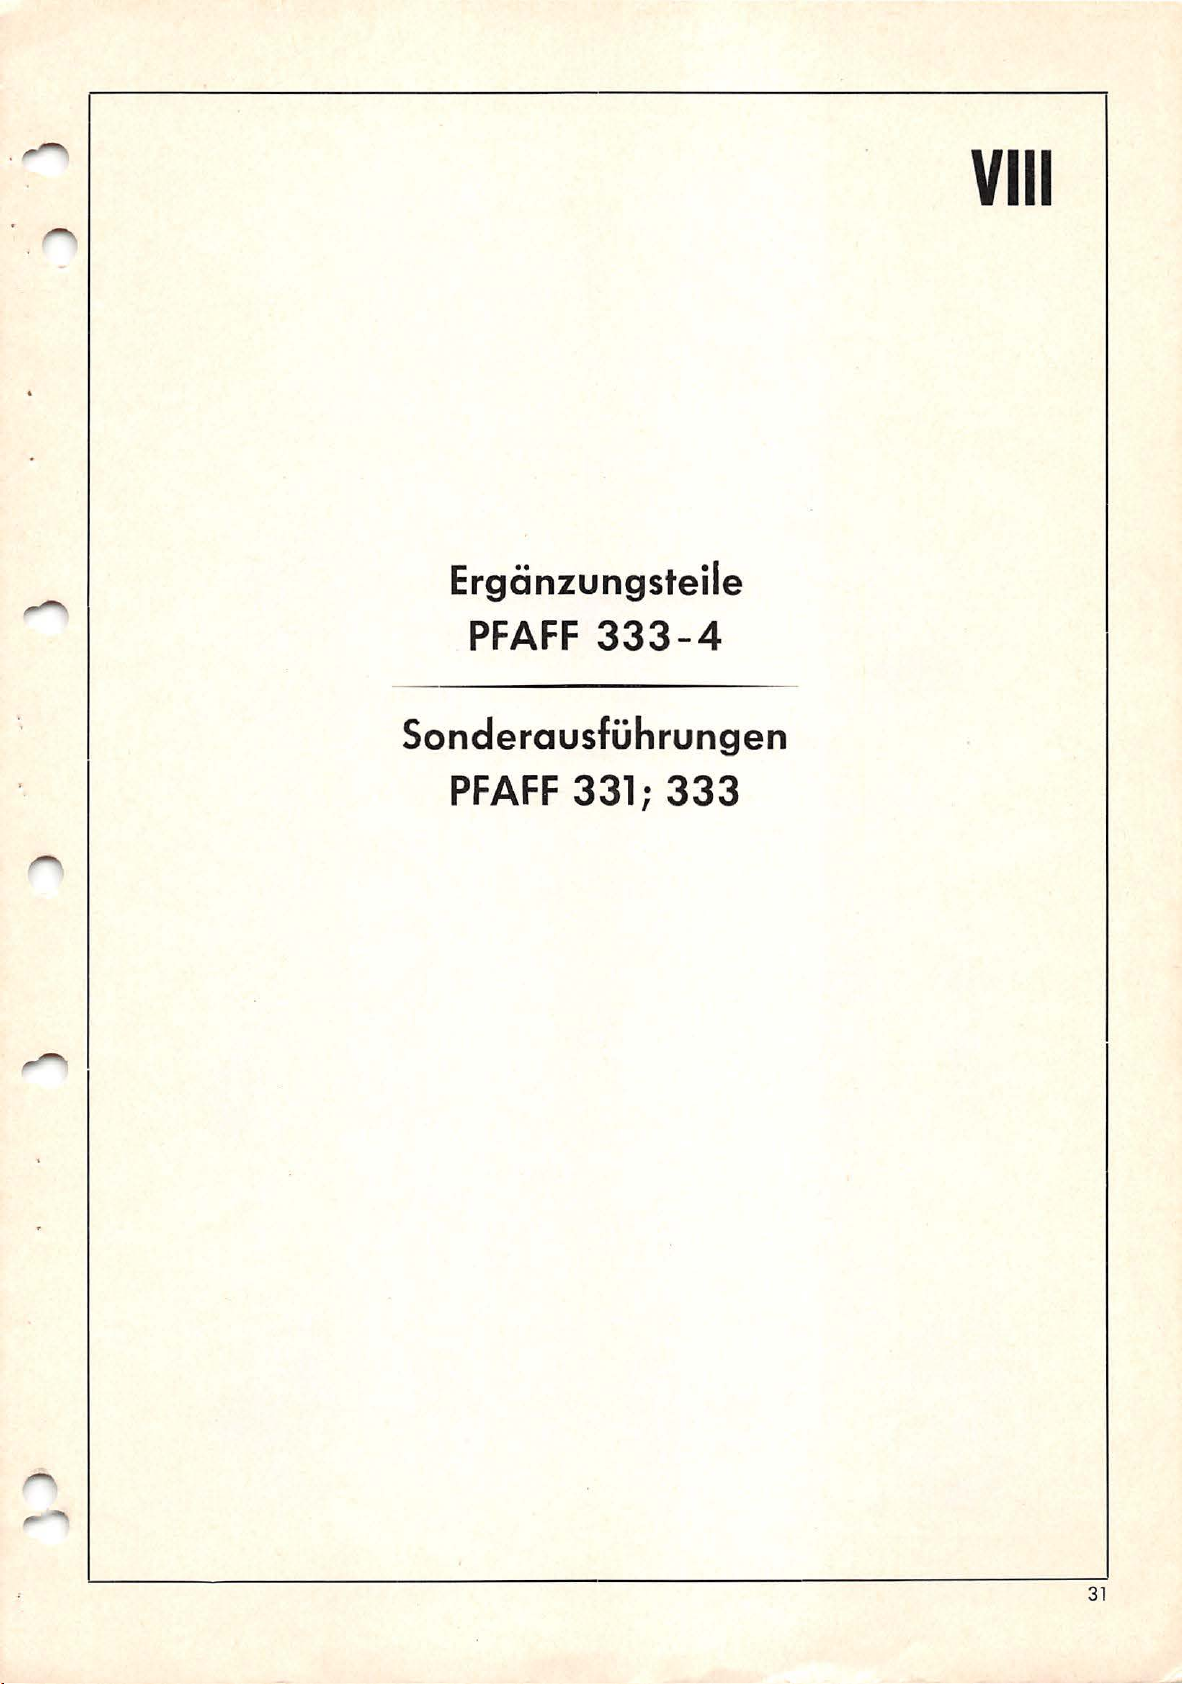 VIII
Ergänzungsteile
PFAFF 333-4
Sonderausführungen
PFAFF 331; 333
31